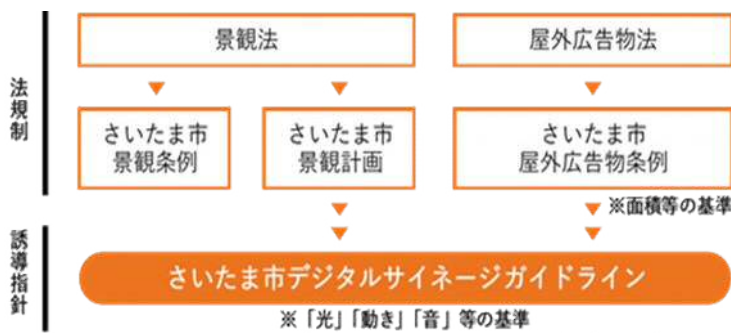 法規制
景観法
屋外広告物法
さいたま市
景観条例
さいたま市
景観計画
さいたま市
屋外広告物条例
※面積等の基準
誘導指針
さいたま市デジタルサイネージガイドライン
※「光」「動き」「音」等の基準